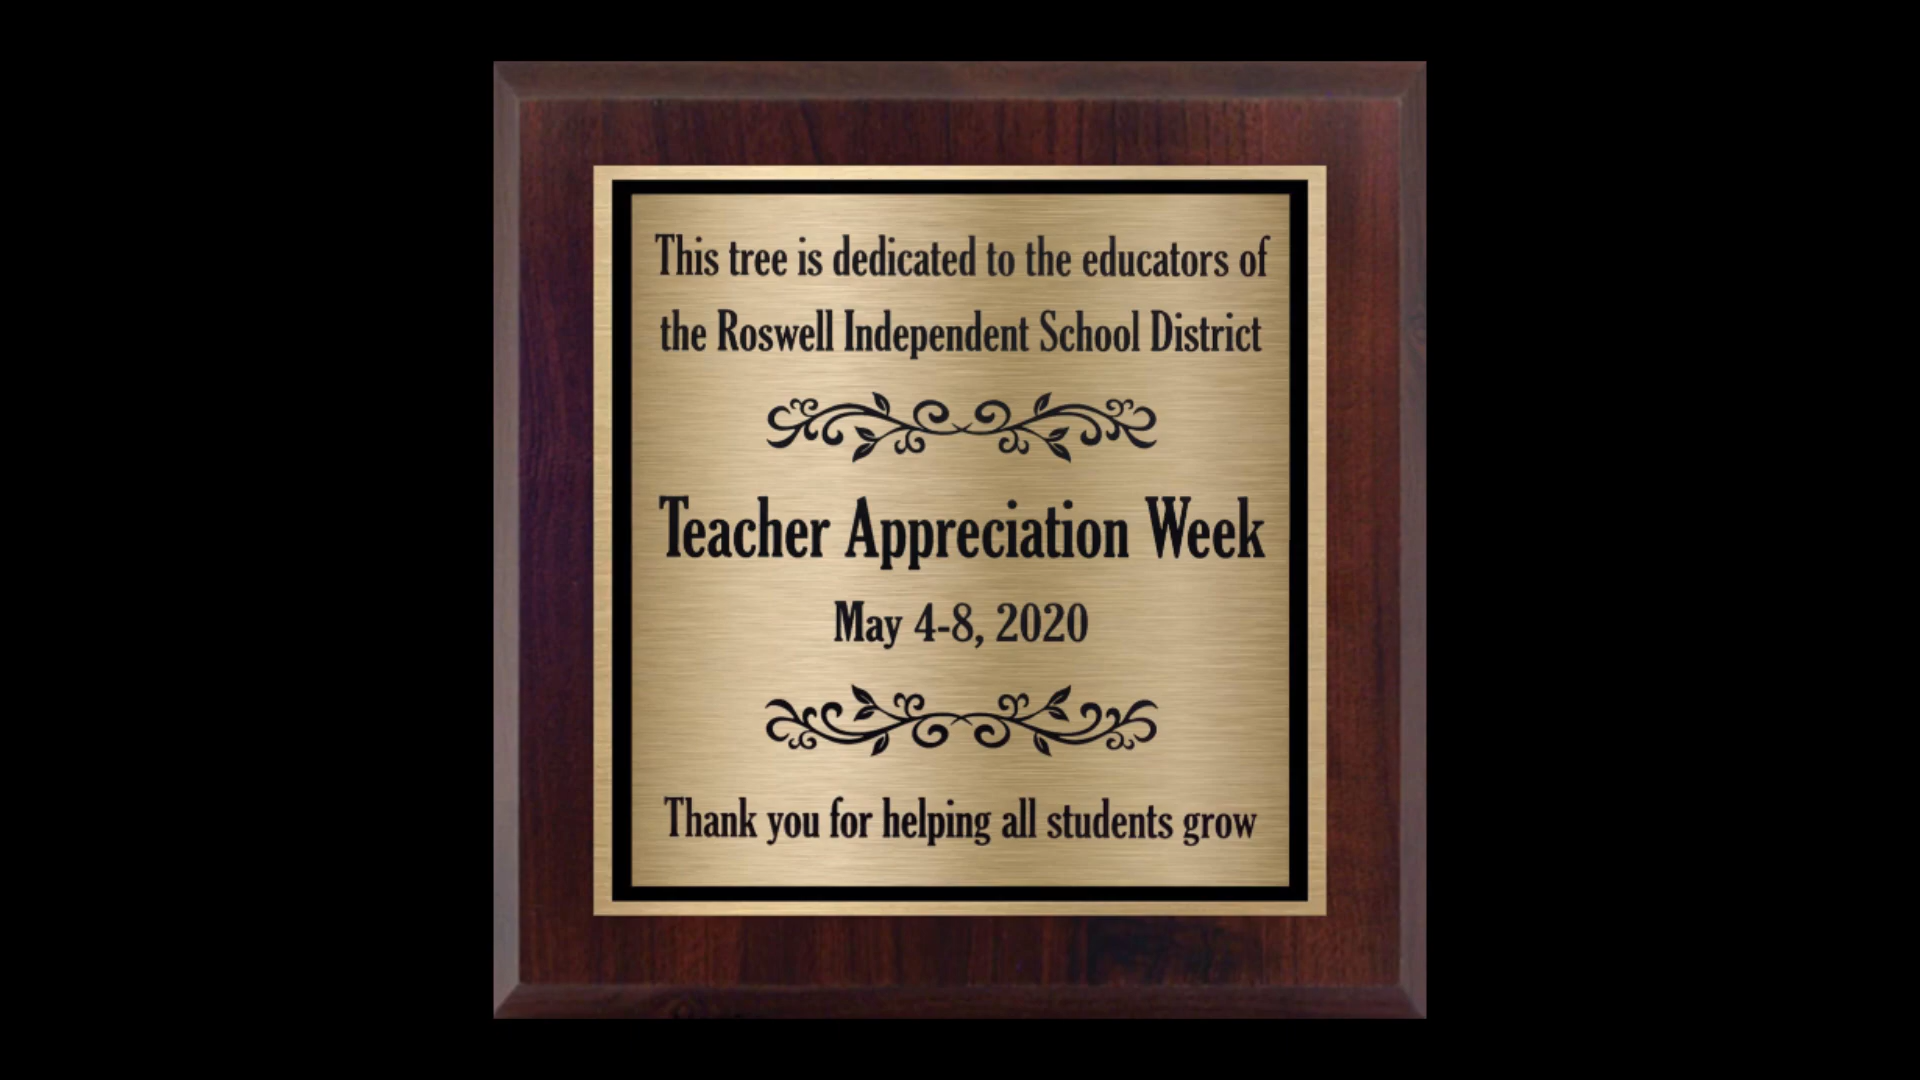 This tree is dedicated to the educators of
the Roswell Independent School District
Teacher Appreciation Week
May 4-8, 2020
Thank you for helping all students grow